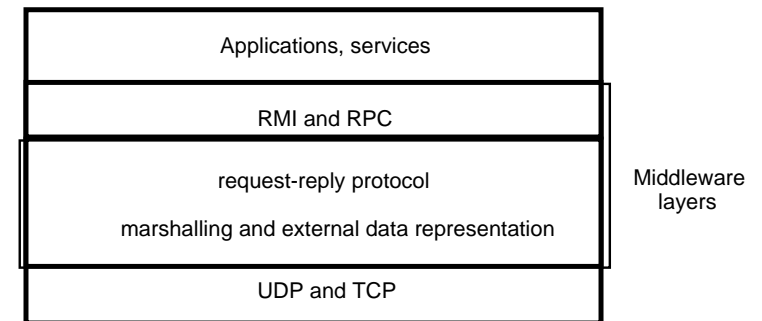 Applications, services
RMI and RPC
request-reply protocol
marshalling and external data representation
UDP and TCP
Middleware
layers